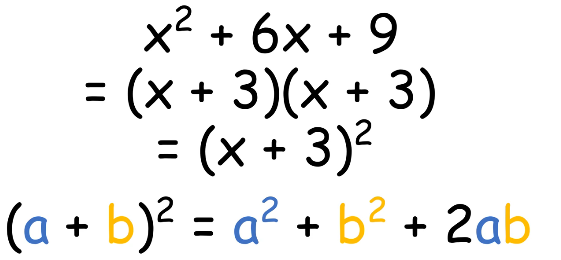 x² + 6x + 9
= (x + 3)(x + 3)
= (x + 3)²
(a + b)² = a² + b² + 2ab